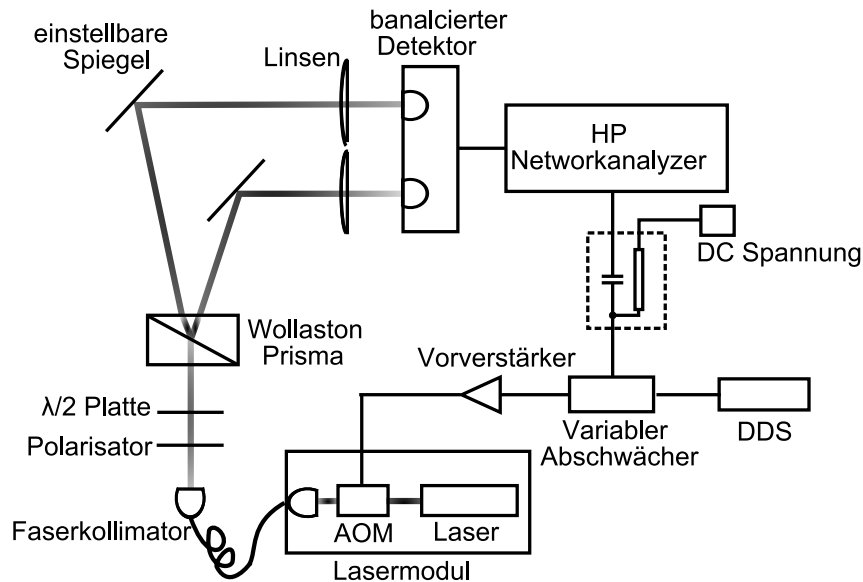 einstellbare
Spiegel
Linsen
banalcierter
Detektor
HP
Networkanalyzer
DC Spannung
Wollaston
Prisma
Vorverstärker
λ/2 Platte
Polarisator
Variabler
Abschwächer
DDS
Faserkollimator
AOM
Laser
Lasermodul